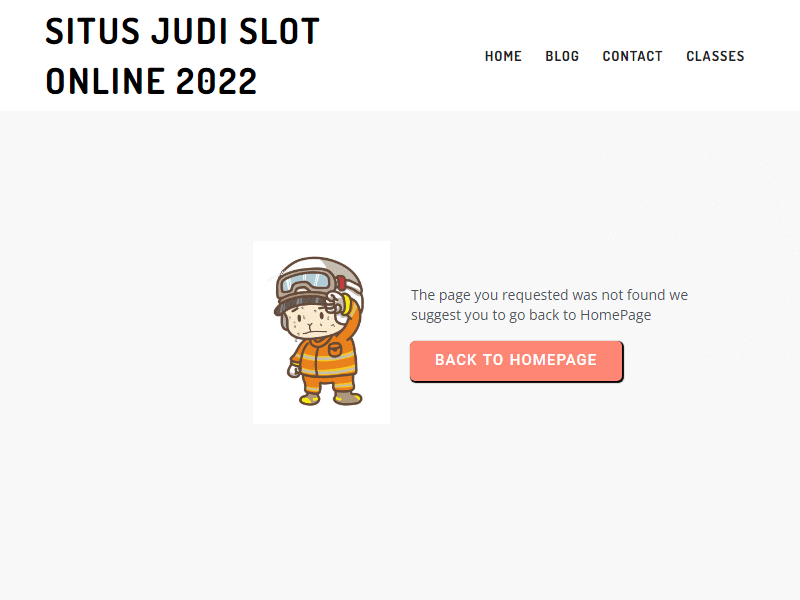 SITUS JUDI SLOT
ONLINE 2022
HOME BLOG CONTACT CLASSES
The page you requested was not found we
suggest you to go back to HomePage
BACK TO HOMEPAGE